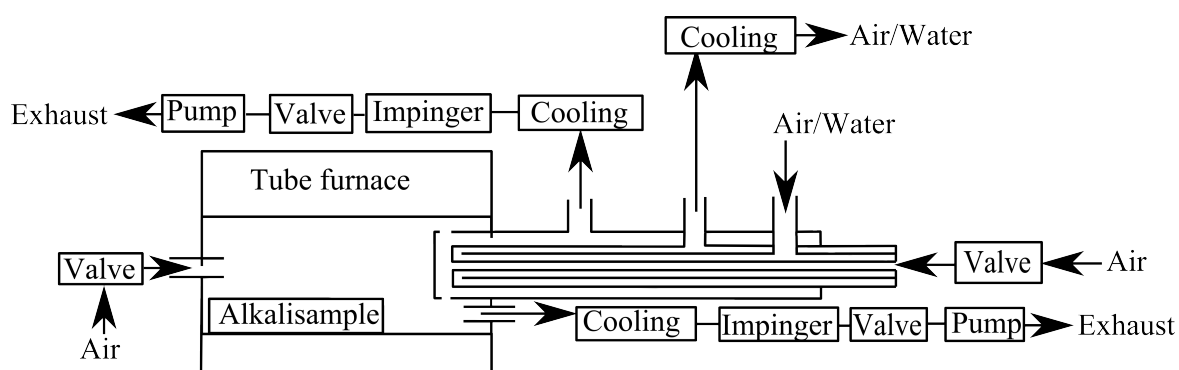 Cooling
Air/Water
Exhaust
Pump
Valve
Impinger
Cooling
Air/Water
Tube furnace
Valve
Valve
Air
Alkalisample
Air
Cooling
Impinger
Valve
Pump
Exhaust